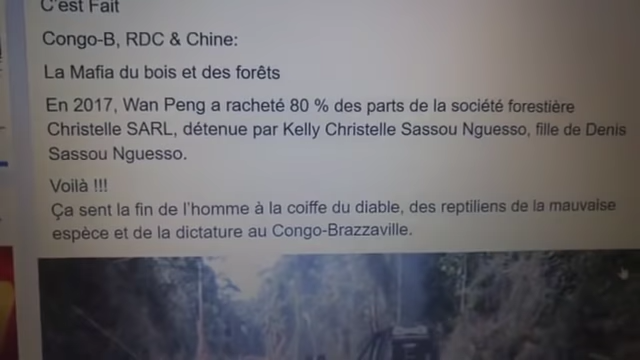 C'est Fait
Congo-B, RDC & Chine:
La Mafia du bois et des forêts
En 2017, Wan Peng a racheté 80 % des parts de la société forestière
Christelle SARL, détenue par Kelly Christelle Sassou Nguesso, fille de Denis
Sassou Nguesso.
Voilà !!!
Ça sent la fin de l'homme à la coiffe du diable, des reptiliens de la mauvaise
espèce et de la dictature au Congo-Brazzaville.